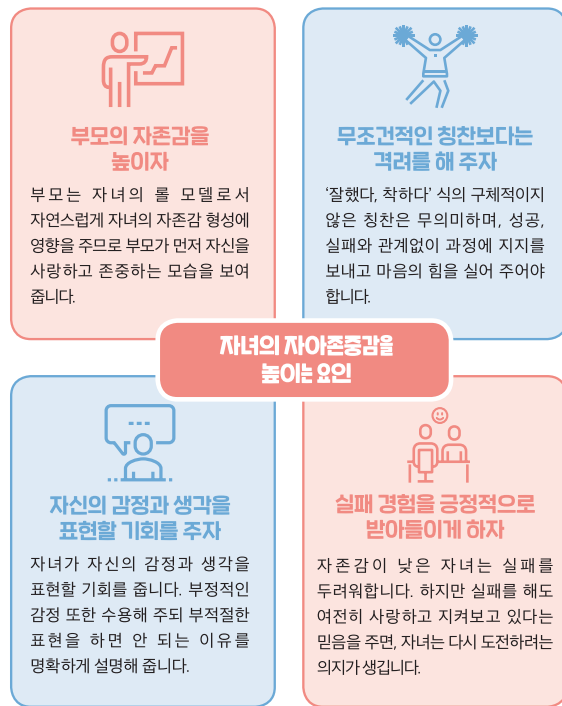 부모의 자존감을
높이자
부모는 자녀의 롤 모델로서
자연스럽게 자녀의 자존감 형성에
영향을 주므로 부모가 먼저 자신을
사랑하고 존중하는 모습을 보여
줍니다.
무조건적인 칭찬보다는
격려를 해 주자
‘잘했다, 착하다’ 식의 구체적이지
않은 칭찬은 무의미하며, 성공,
실패와 관계없이 과정에 지지를
보내고 마음의 힘을 실어 주어야
합니다.
자녀의 자아존중감을
높이는 요인
자신의 감정과 생각을
표현할 기회를 주자
자녀가 자신의 감정과 생각을
표현할 기회를 줍니다. 부정적인
감정 또한 수용해 주되 부적절한
표현을 하면 안 되는 이유를
명확하게 설명해 줍니다.
실패 경험을 긍정적으로
받아들이게 하자
자존감이 낮은 자녀는 실패를
두려워합니다. 하지만 실패를 해도
여전히 사랑하고 지켜보고 있다는
믿음을 주면, 자녀는 다시 도전하려는
의지가 생깁니다.